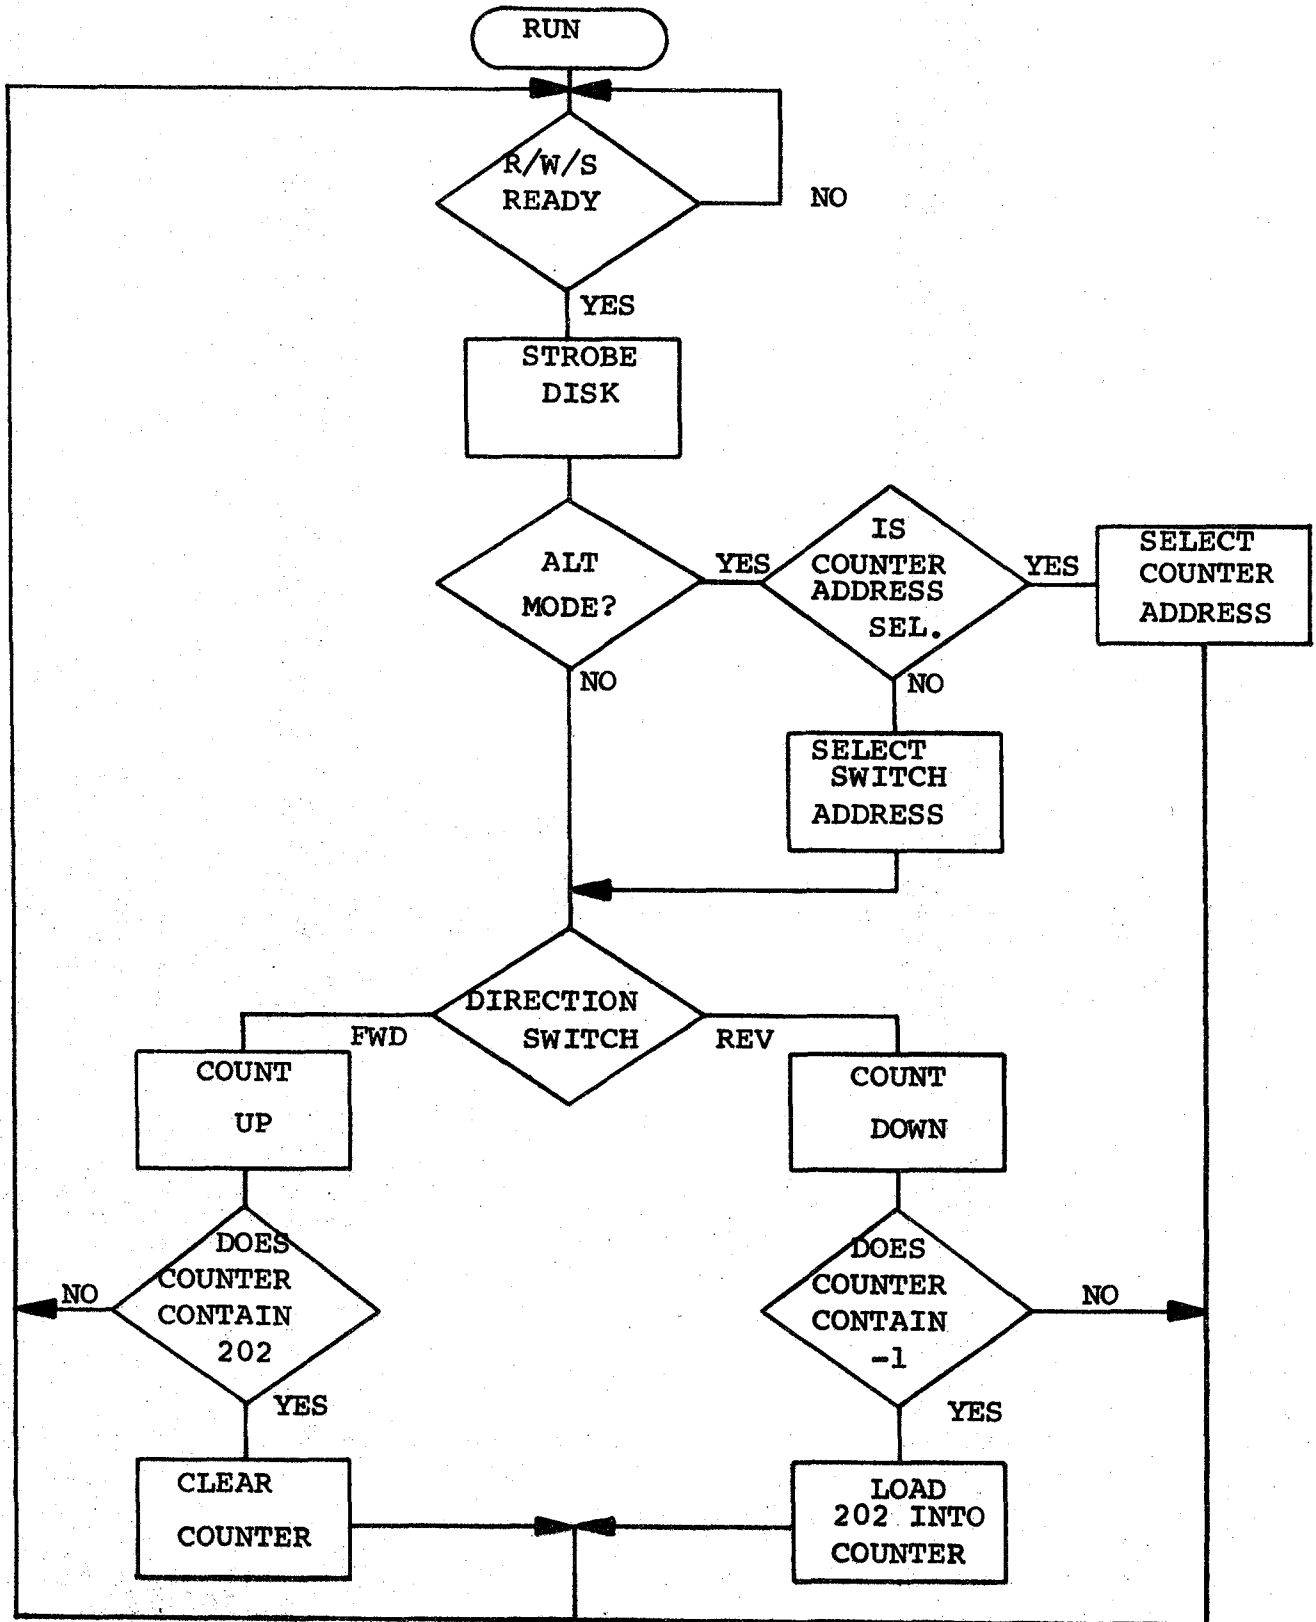 RUN
R/W/S
READY
NO
YES
STROBE
DISK
ALT
MODE?
YES
IS
COUNTER
ADDRESS
SEL.
YES
SELECT
COUNTER
ADDRESS
NO
NO
SELECT
SWITCH
ADDRESS
DIRECTION
SWITCH
FWD
REV
COUNT
UP
COUNT
DOWN
DOES
COUNTER
CONTAIN
202
NO
YES
DOES
COUNTER
CONTAIN
-1
NO
YES
CLEAR
COUNTER
LOAD
202 INTO
COUNTER